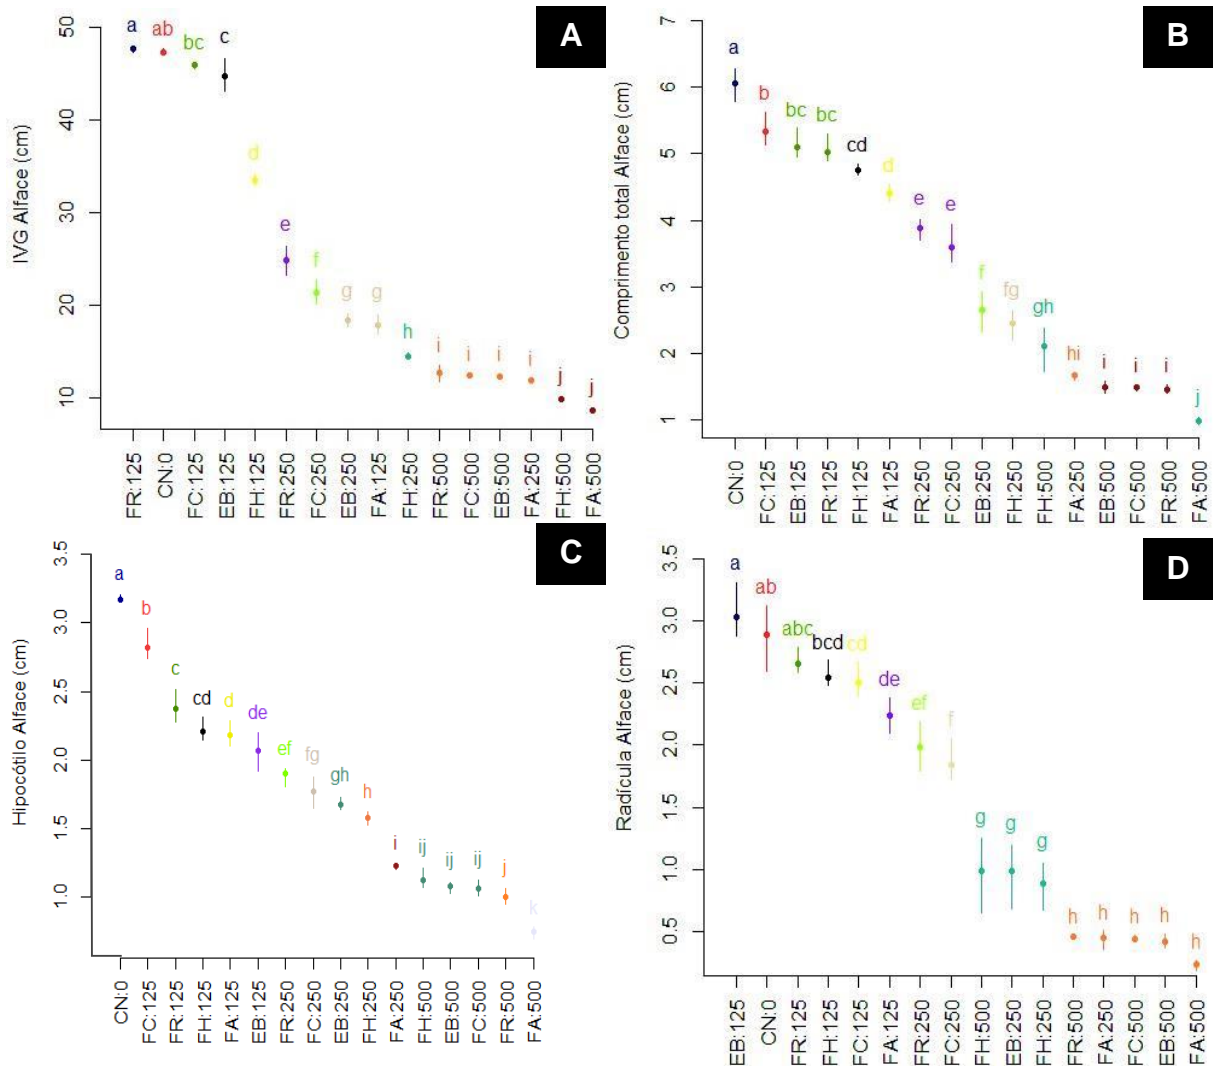 A
IVG Alface (cm)
50
40
30
20
10
a
ab
bc
c
d
e
f
g
g
h
i
i
i
i
j
j
FR:125
CN:0
FC:125
EB:125
FH:125
FR:250
FC:250
EB:250
FA:125
FH:250
FR:500
FC:500
EB:500
FA:250
FH:500
FA:500
B
Comprimento total Alface (cm)
7
6
5
4
3
2
1
a
b
bc
bc
cd
d
e
e
f
fg
gh
hi
i
i
i
j
CN:0
FC:125
EB:125
FR:125
FH:125
FA:125
FR:250
FC:250
EB:250
FH:250
FH:500
FA:250
EB:500
FC:500
FR:500
FA:500
C
Hipocótilo Alface (cm)
3.5
3.0
2.5
2.0
1.5
1.0
a
b
c
cd
d
de
ef
fg
gh
h
i
ij
ij
ij
j
k
CN:0
FC:125
FR:125
FH:125
FA:125
EB:125
FR:250
FC:250
EB:250
FH:250
FA:250
FH:500
EB:500
FC:500
FR:500
FA:500
D
Radícula Alface (cm)
3.5
3.0
2.5
2.0
1.5
1.0
0.5
a
ab
abc
bcd
cd
de
ef
f
g
g
g
h
h
h
h
h
EB:125
CN:0
FR:125
FH:125
FC:125
FA:125
FR:250
FC:250
FH:500
EB:250
FH:250
FR:500
FA:250
FC:500
EB:500
FA:500